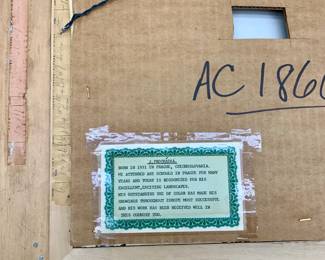 AC 1860
J.PROCHAZKA.
BORN IN 1931 IN PRAGUE, CZECHOSLOVAKIA.
HE ATTENDED ART SCHOOLS IN PRAGUE FOR MANY
YEARS AND TODAY IS RECOGNIZED FOR HIS
EXCELLENT,EXCITING LANDSCAPES.
HIS OUTSTANDING USE OF COLOR HAS MADE HIS
SHOWINGS THROUGHOUT EUROPE MOST SUCCESSFUL
AND HIS WORK HAS BEEN RECEIVED WELL IN
THIS COUNTRY TOO.